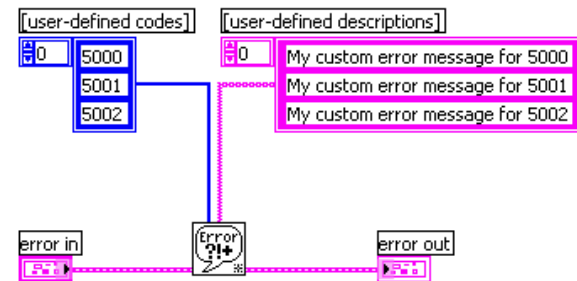 [user-defined codes] [user-defined descriptions]
0 5000 0 My custom error message for 5000
5001 My custom error message for 5001
5002 My custom error message for 5002
error in Error ?!+ error out